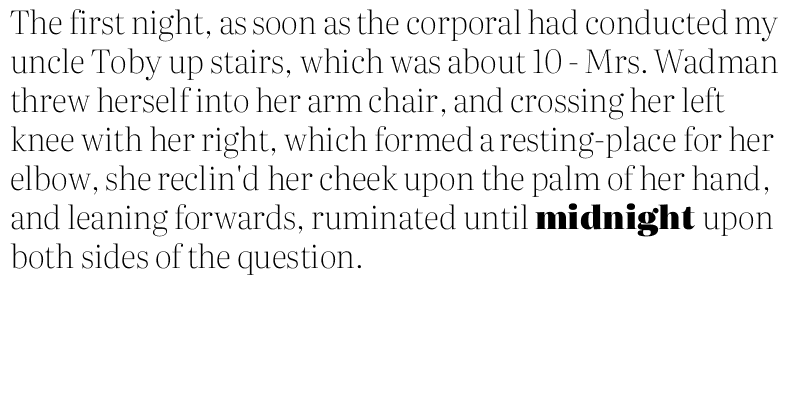 The first night, as soon as the corporal had conducted my
uncle Toby up stairs, which was about 10 - Mrs. Wadman
threw herself into her arm chair, and crossing her left
knee with her right, which formed a resting-place for her
elbow, she reclin'd her cheek upon the palm of her hand,
and leaning forwards, ruminated until midnight upon
both sides of the question.